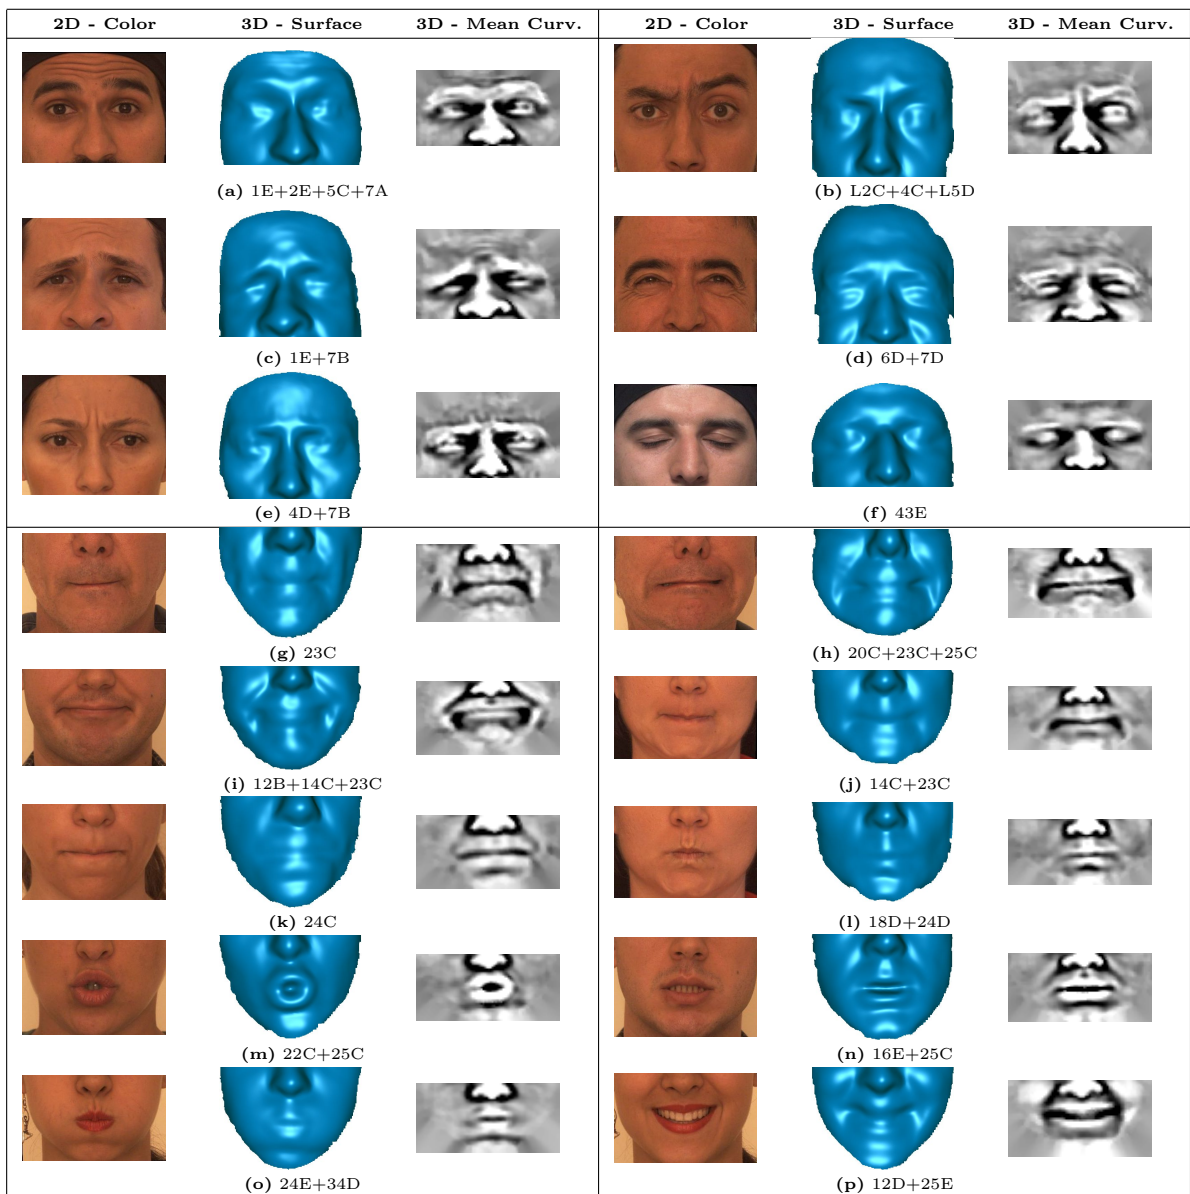 2D - Color 3D - Surface 3D - Mean Curv. 2D - Color 3D - Surface 3D - Mean Curv.
(a) 1E+2E+5C+7A
(b) L2C+4C+L5D
(c) 1E+7B
(d) 6D+7D
(e) 4D+7B
(f) 43E
(g) 23C
(h) 20C+23C+25C
(i) 12B+14C+23C
(j) 14C+23C
(k) 24C
(l) 18D+24D
(m) 22C+25C
(n) 16E+25C
(o) 24E+34D
(p) 12D+25E